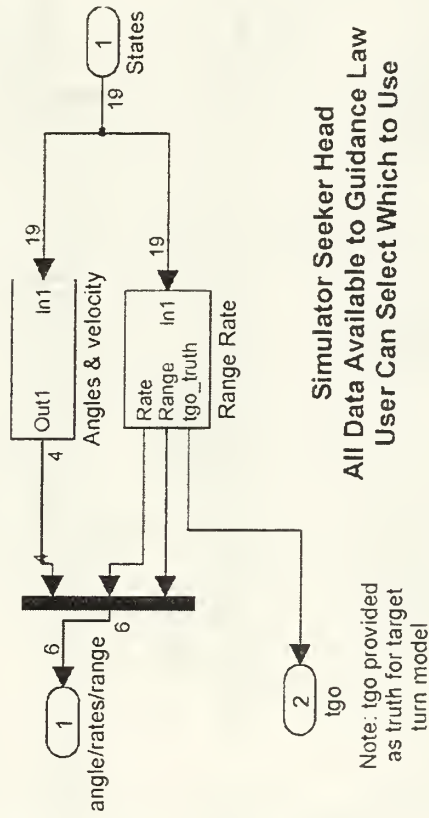 1
States
19
19
19
In1
Out1
Angles & velocity
4
4
In1
Rate
Range
tgo_truth
Range Rate
6
6
1
angle/rates/range
2
tgo
Note: tgo provided
as truth for target
turn model
Simulator Seeker Head
All Data Available to Guidance Law
User Can Select Which to Use